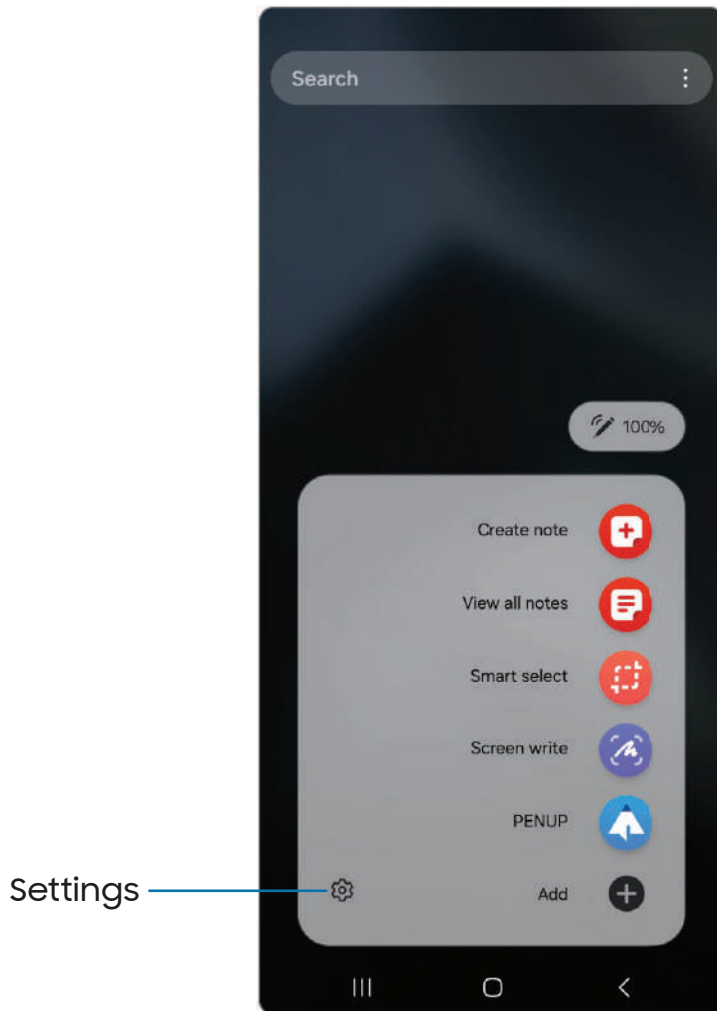 Search
100%
Create note
View all notes
Smart select
Screen write
PENUP
Settings
Add